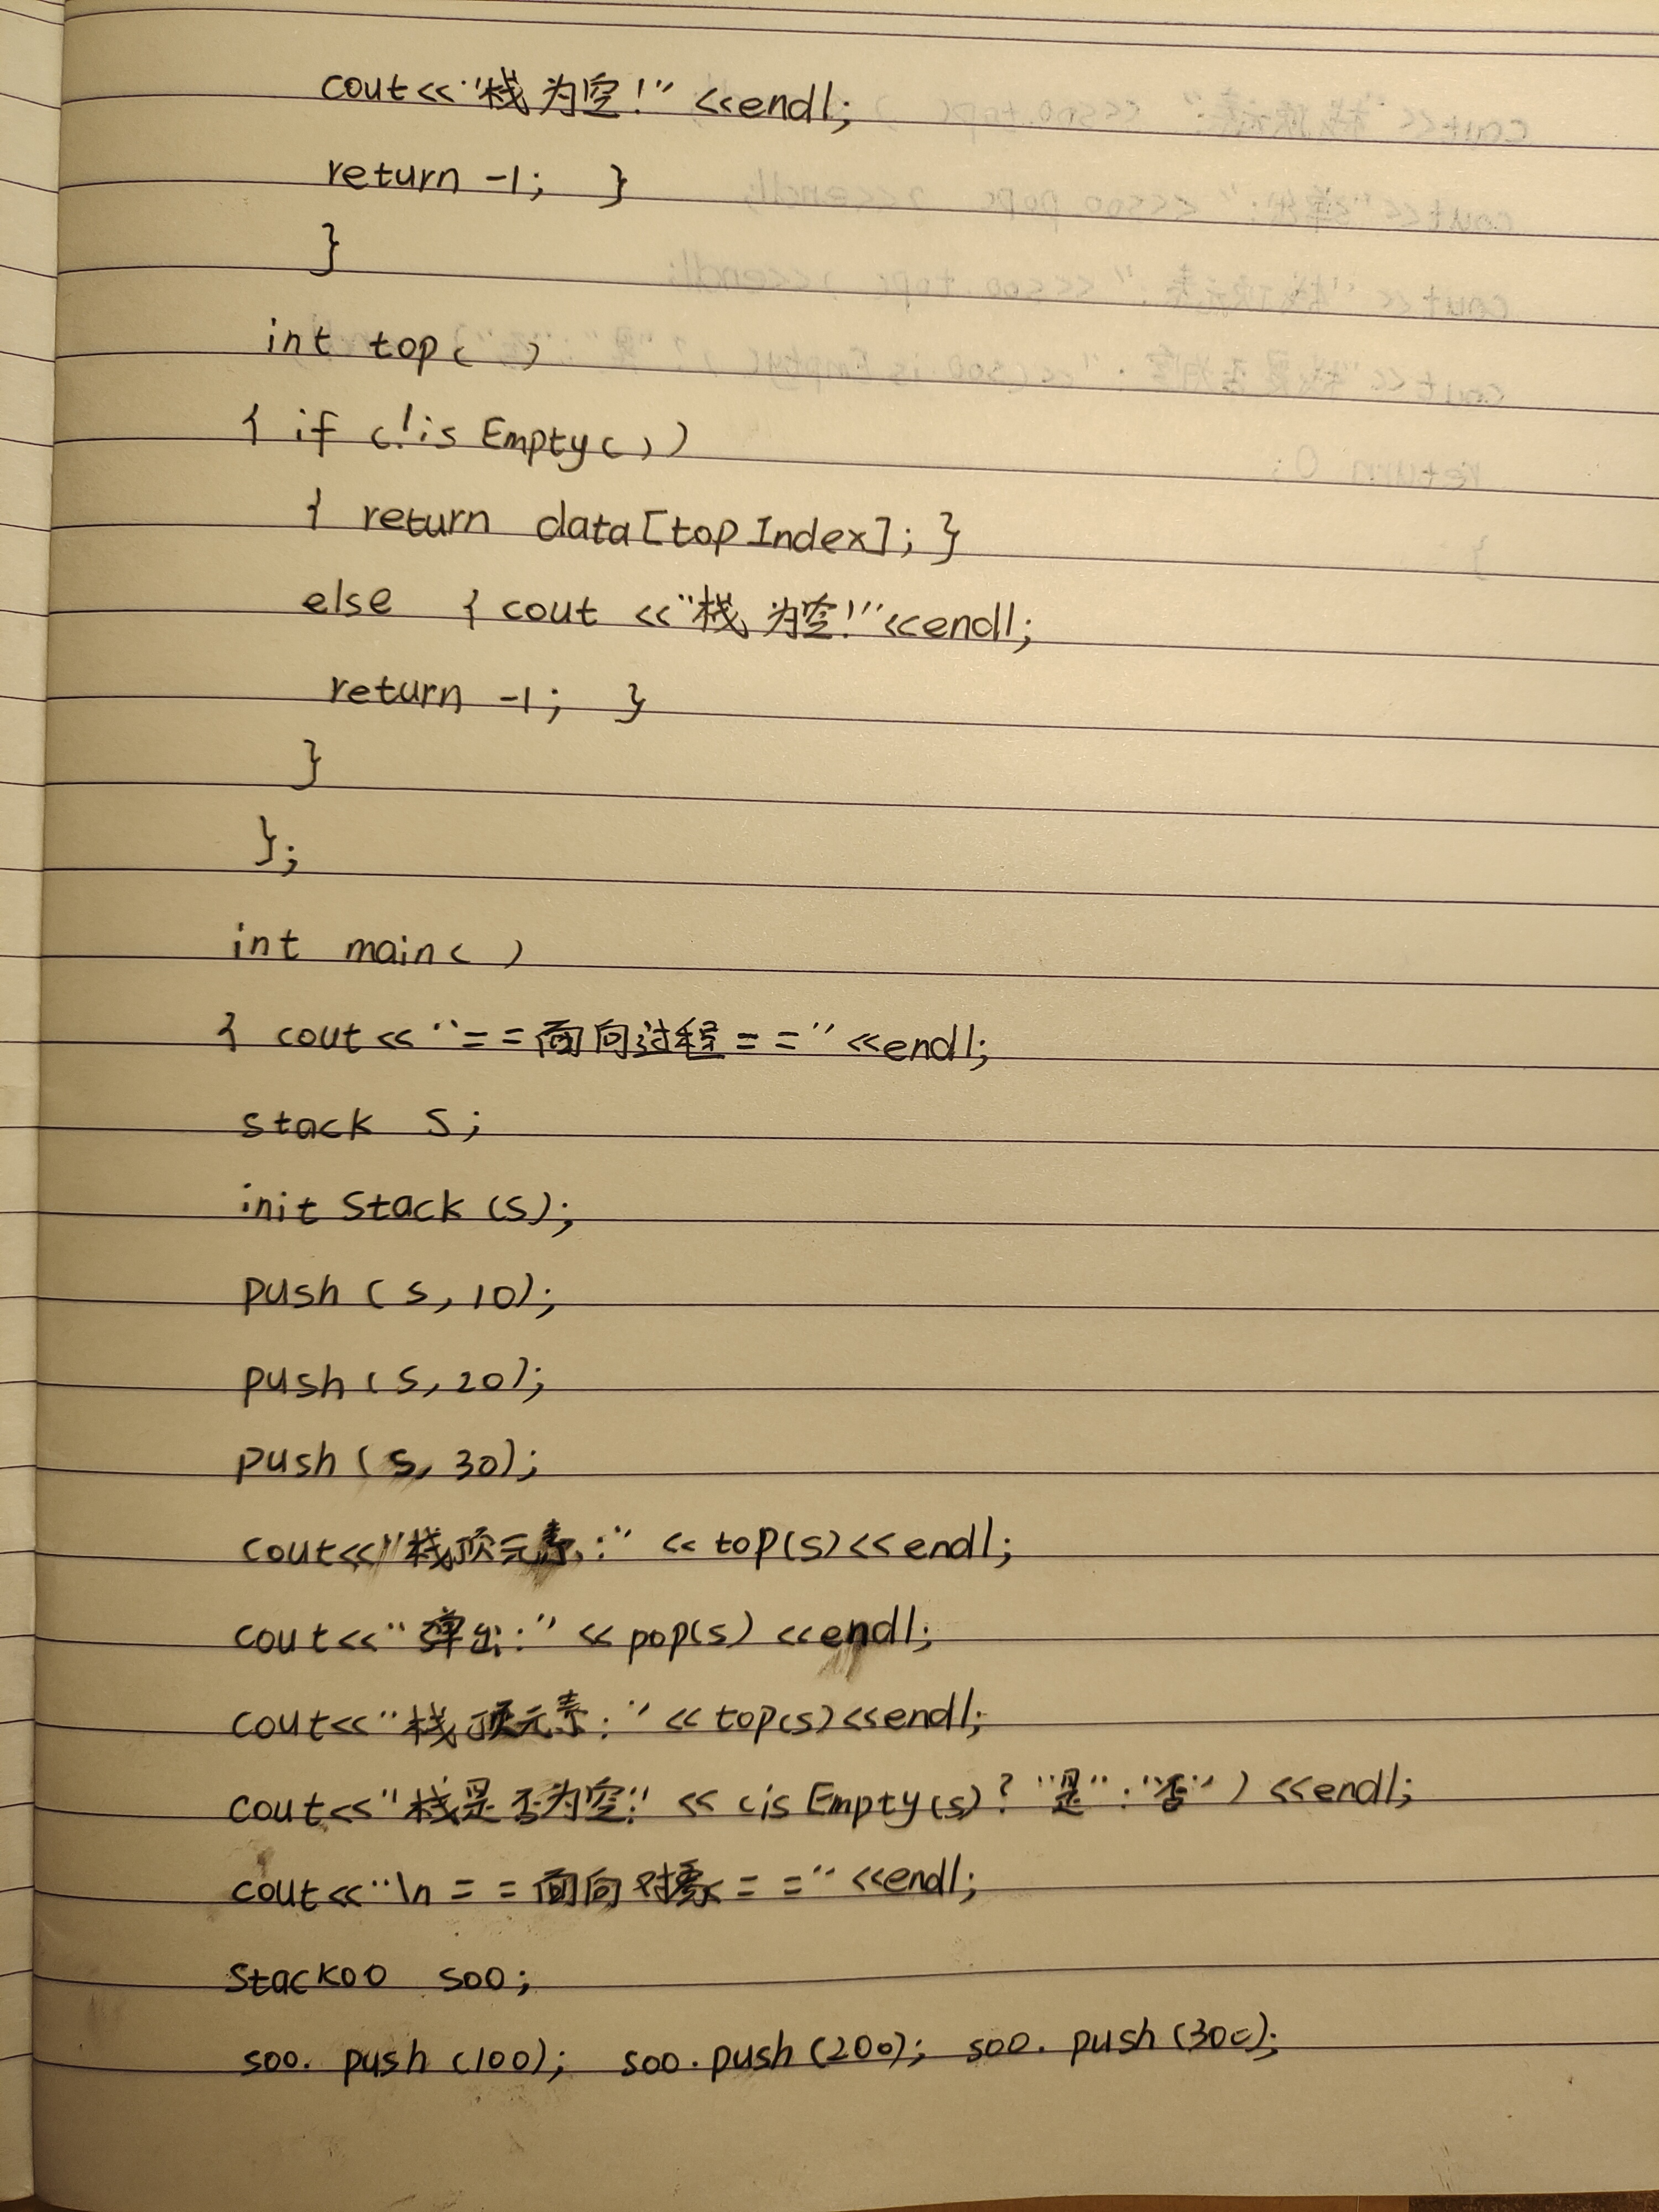 cout<<"栈为空!"<<endl;
return -1; }
}
int top( )
{ if (!isEmpty( ))
{ return data[topIndex]; }
else { cout <<"栈为空!"<<endl;
return -1; }
}
};
int main( )
{ cout<<"==面向过程=="<<endl;
stack s;
initStack(s);
push(s,10);
push(s,20);
push(s,30);
cout<<"栈顶元素:"<<top(s)<<endl;
cout<<"弹出:"<<pop(s)<<endl;
cout<<"栈顶元素:"<<top(s)<<endl;
cout<<"栈是否为空:"<<(isEmpty(s)?"是":"否")<<endl;
cout<<"\n==面向对象=="<<endl;
Stackoo soo;
soo.push(100); soo.push(200); soo.push(300);